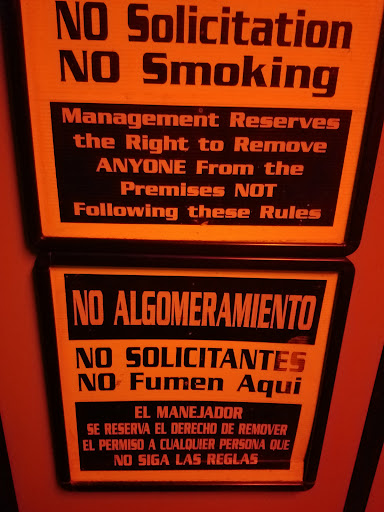 NO Solicitation
NO Smoking
Management Reserves
the Right to Remove
ANYONE From the
Premises NOT
Following these Rules
NO ALGOMERAMIENTO
NO SOLICITANTES
NO Fumen Aqui
EL MANEJADOR
SE RESERVA EL DERECHO DE REMOVER
EL PERMISO A CUALQUIER PERSONA QUE
NO SIGA LAS REGLAS